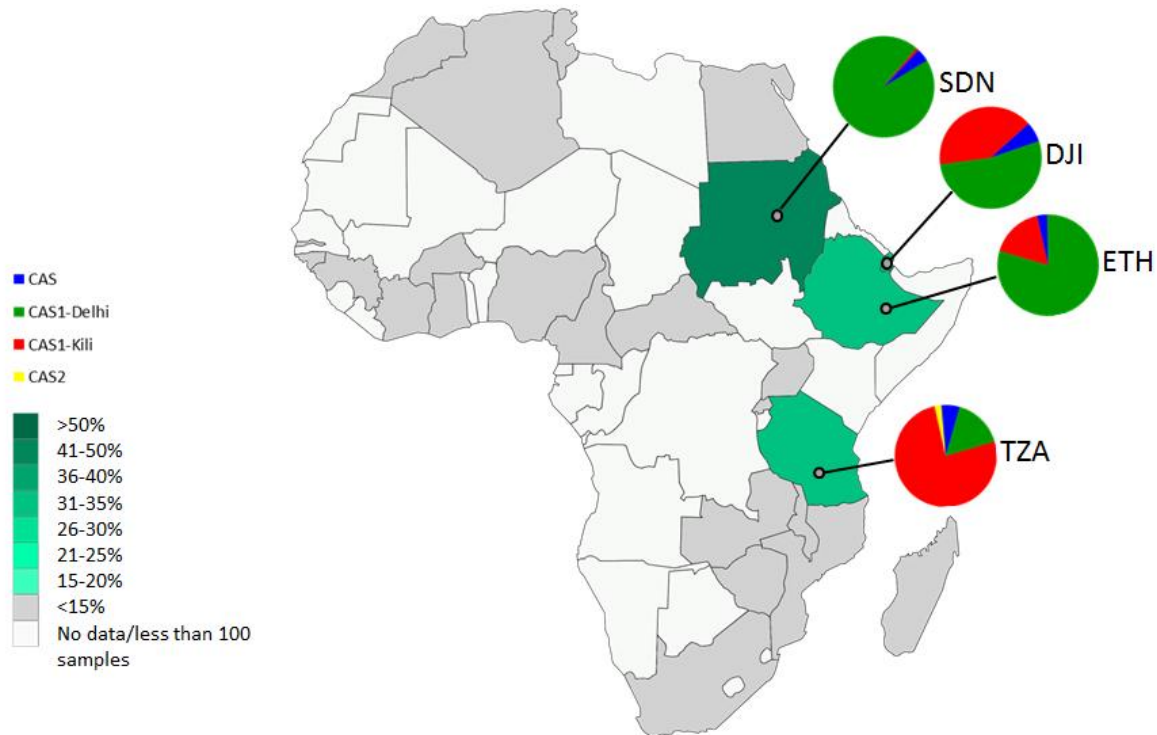 SDN
DJI
ETH
TZA
CAS
CAS1-Delhi
CAS1-Kili
CAS2
>50%
41-50%
36-40%
31-35%
26-30%
21-25%
15-20%
<15%
No data/less than 100
samples